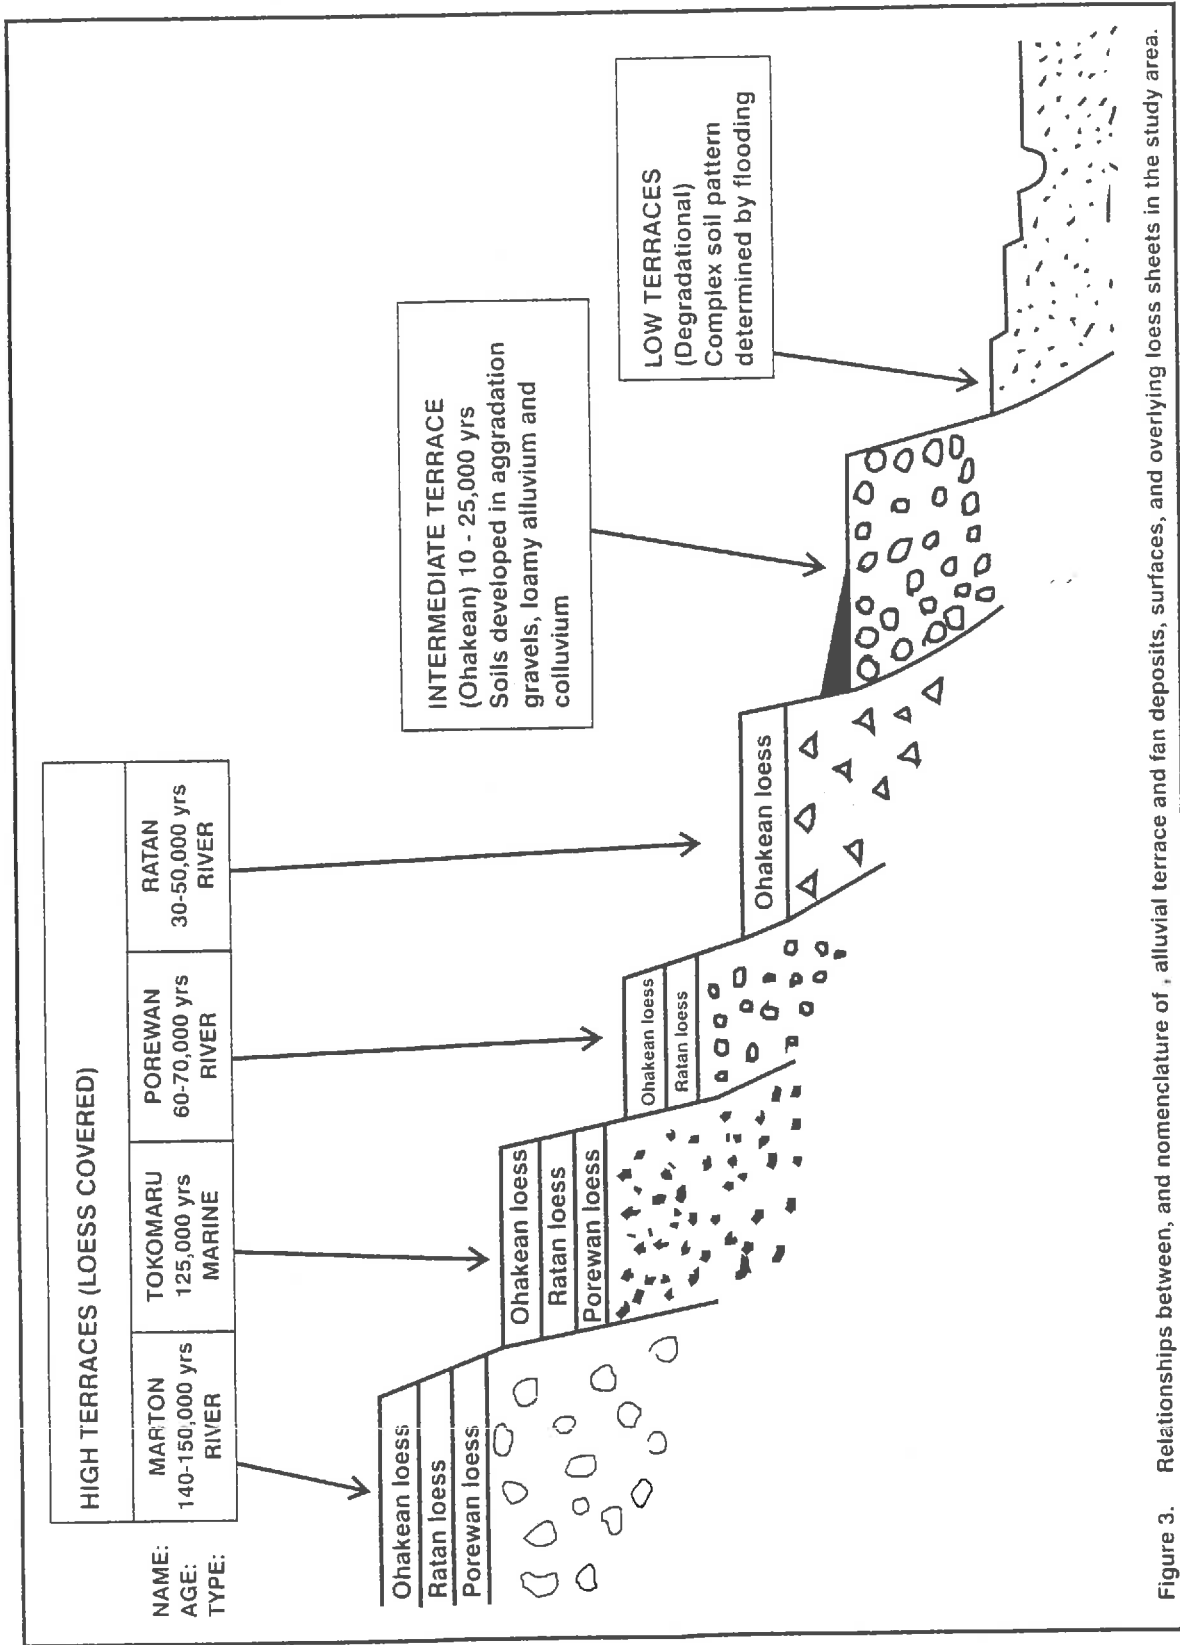 HIGH TERRACES (LOESS COVERED)
NAME:
AGE:
TYPE:
MARTON
140-150,000 yrs
RIVER
TOKOMARU
125,000 yrs
MARINE
POREWAN
60-70,000 yrs
RIVER
RATAN
30-50,000 yrs
RIVER
INTERMEDIATE TERRACE
(Ohakean) 10 - 25,000 yrs
Soils developed in aggradation
gravels, loamy alluvium and
colluvium
LOW TERRACES
(Degradational)
Complex soil pattern
determined by flooding
Ohakean loess
Ratan loess
Porewan loess
Ohakean loess
Ratan loess
Porewan loess
Ohakean loess
Ratan loess
Ohakean loess
Figure 3. Relationships between, and nomenclature of , alluvial terrace and fan deposits, surfaces, and overlying loess sheets in the study area.